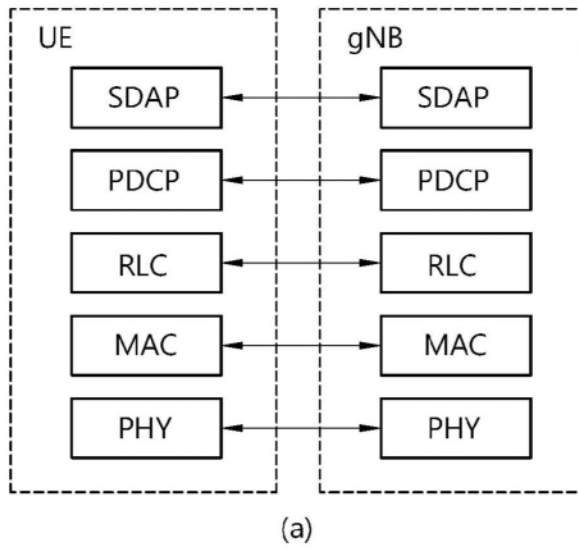 UE gNB
SDAP SDAP
PDCP PDCP
RLC RLC
MAC MAC
PHY PHY
(a)